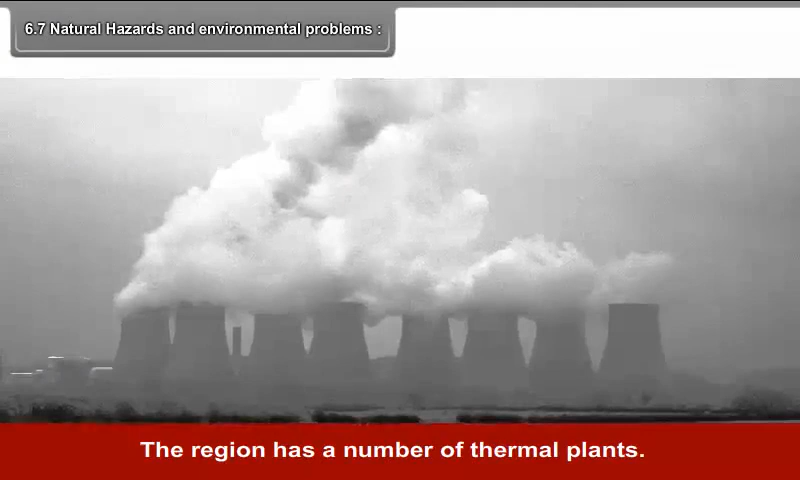 6.7 Natural Hazards and environmental problems :
The region has a number of thermal plants.